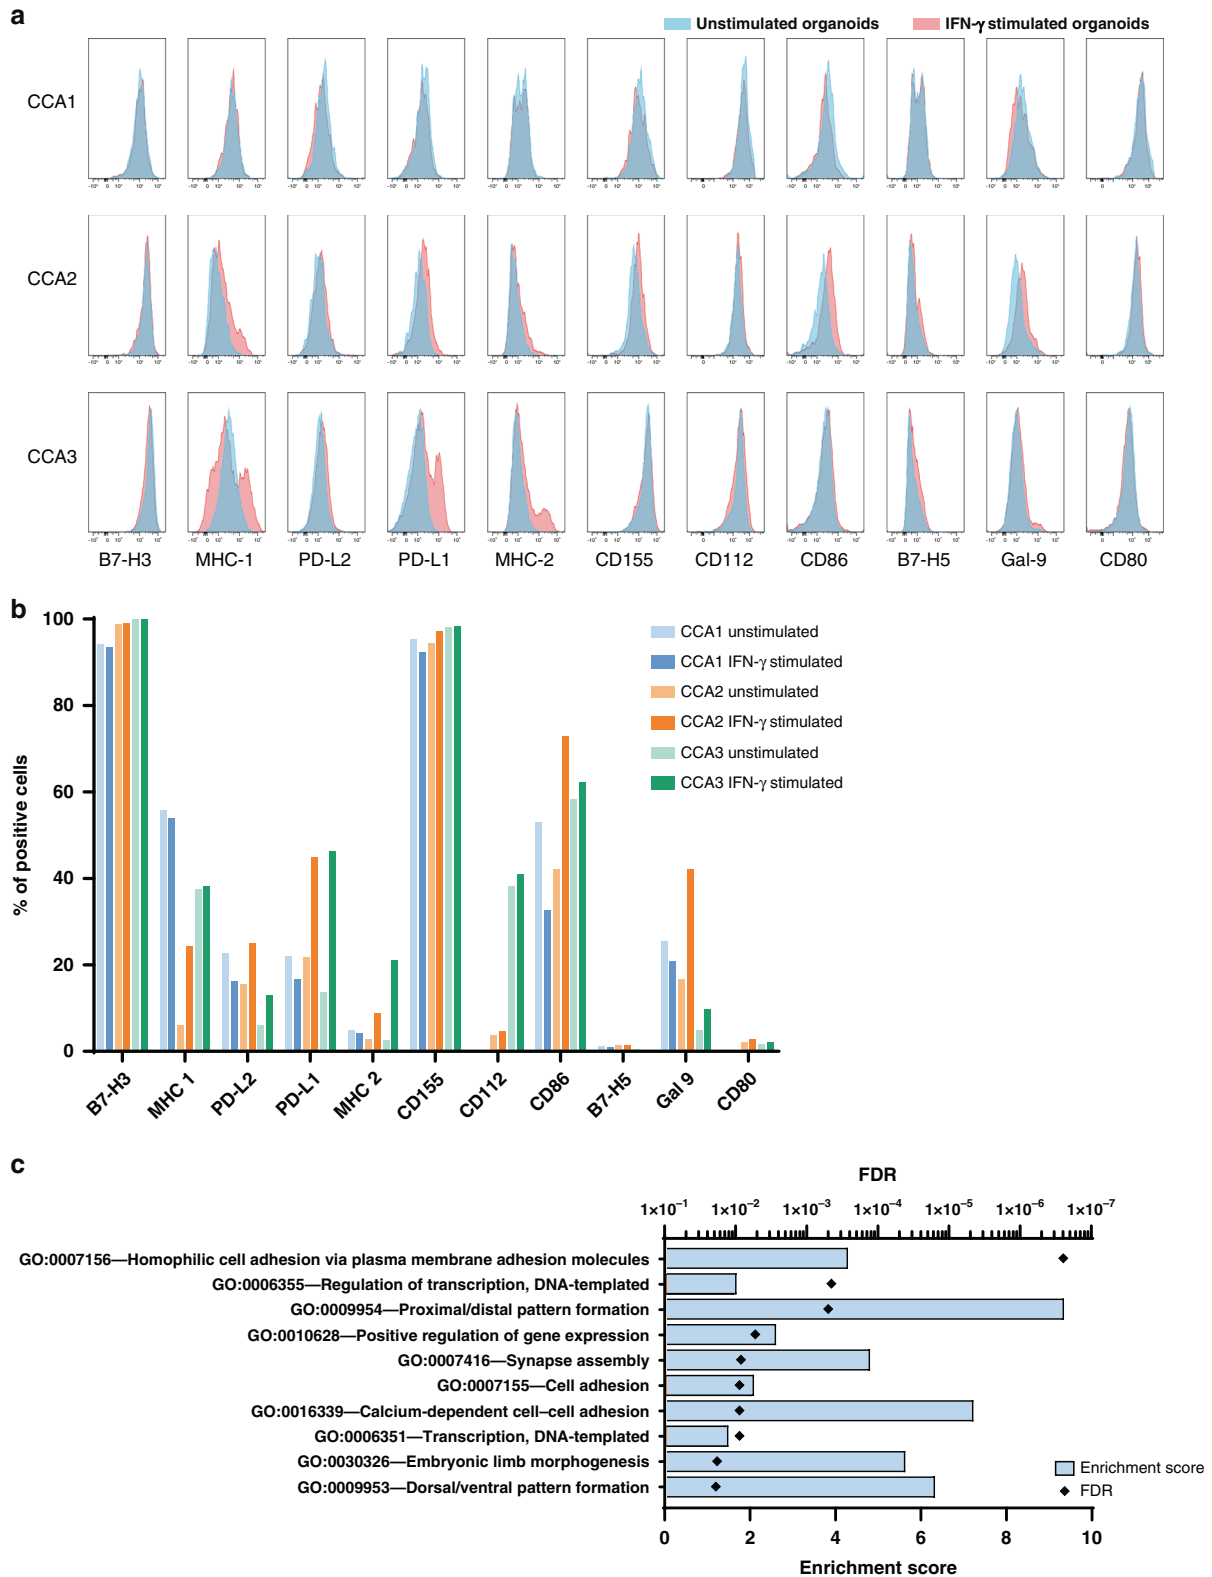 a
Unstimulated organoids
IFN-γ stimulated organoids
CCA1
CCA2
CCA3
B7-H3 MHC-1 PD-L2 PD-L1 MHC-2 CD155 CD112 CD86 B7-H5 Gal-9 CD80
b
% of positive cells
100
80
60
40
20
0
CCA1 unstimulated
CCA1 IFN-γ stimulated
CCA2 unstimulated
CCA2 IFN-γ stimulated
CCA3 unstimulated
CCA3 IFN-γ stimulated
B7-H3 MHC 1 PD-L2 PD-L1 MHC 2 CD155 CD112 CD86 B7-H5 Gal 9 CD80
c
FDR
1×10⁻¹ 1×10⁻² 1×10⁻³ 1×10⁻⁴ 1×10⁻⁵ 1×10⁻⁶ 1×10⁻⁷
GO:0007156—Homophilic cell adhesion via plasma membrane adhesion molecules
GO:0006355—Regulation of transcription, DNA-templated
GO:0009954—Proximal/distal pattern formation
GO:0010628—Positive regulation of gene expression
GO:0007416—Synapse assembly
GO:0007155—Cell adhesion
GO:0016339—Calcium-dependent cell–cell adhesion
GO:0006351—Transcription, DNA-templated
GO:0030326—Embryonic limb morphogenesis
GO:0009953—Dorsal/ventral pattern formation
Enrichment score
FDR
0 2 4 6 8 10
Enrichment score